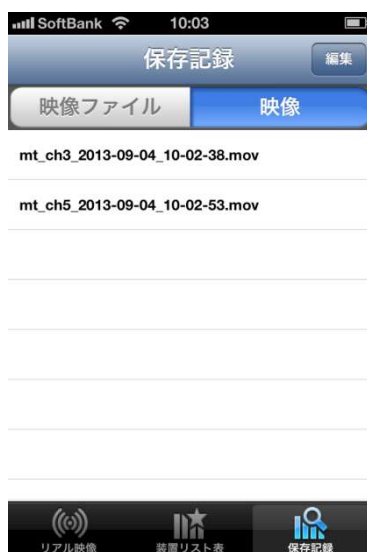 SoftBank 10:03
保存記録 編集
映像ファイル 映像
mt_ch3_2013-09-04_10-02-38.mov
mt_ch5_2013-09-04_10-02-53.mov
リアル映像 装置リスト表 保存記録